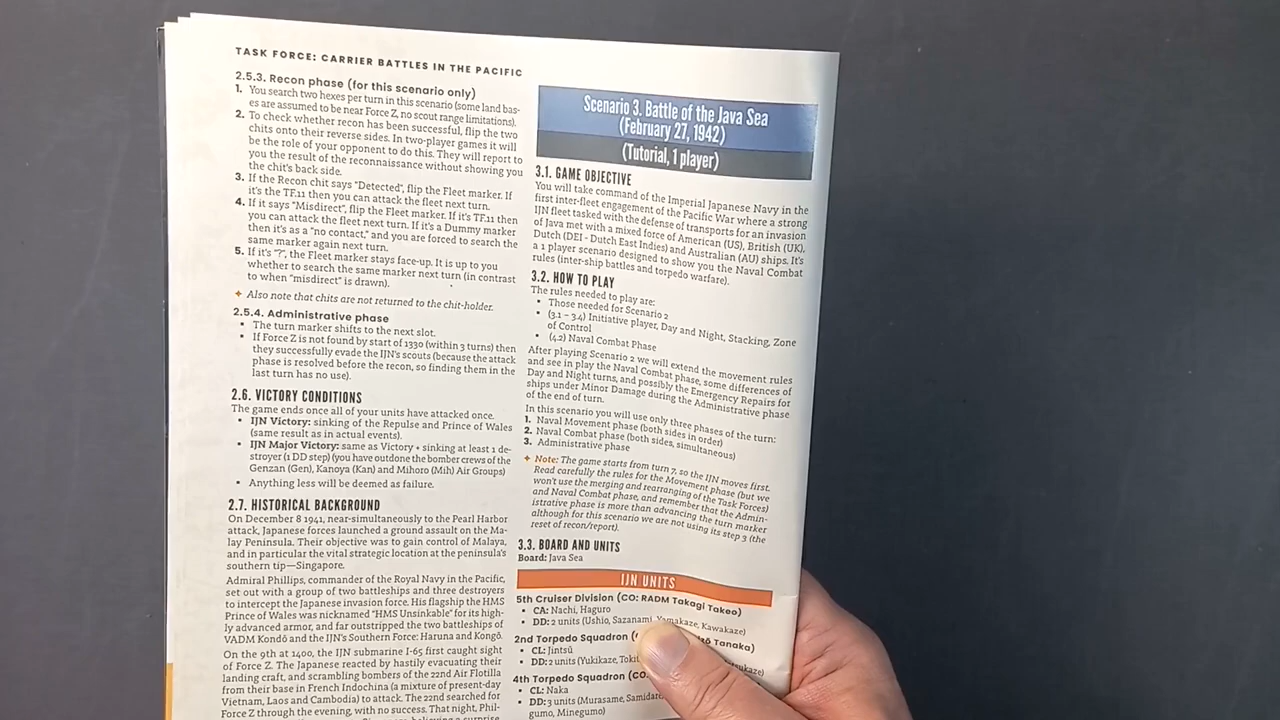 TASK FORCE: CARRIER BATTLES IN THE PACIFIC
2.5.3. Recon phase (for this scenario only)
1. You search two hexes per turn in this scenario (some land bas-
es are assumed to be near Force Z, no scout range limitations).
2. To check whether recon has been successful, flip the two
chits onto their reverse sides. In two-player games it will
be the role of your opponent to do this. They will report to
you the result of the reconnaissance without showing you
the chit's back side.
3. If the Recon chit says "Detected", flip the Fleet marker. If
it's the TF.11 then you can attack the fleet next turn.
4. If it says "Misdirect", flip the Fleet marker. If it's TF.11 then
you can attack the fleet next turn. If it's a Dummy marker
then it's as a "no contact," and you are forced to search the
same marker again next turn.
5. If it's "?", the Fleet marker stays face-up. It is up to you
whether to search the same marker next turn (in contrast
to when "misdirect" is drawn).
✦ Also note that chits are not returned to the chit-holder.
2.5.4. Administrative phase
• The turn marker shifts to the next slot.
• If Force Z is not found by start of 1330 (within 3 turns) then
they successfully evade the IJN's scouts (because the attack
phase is resolved before the recon, so finding them in the
last turn has no use).
2.6. VICTORY CONDITIONS
The game ends once all of your units have attacked once.
• IJN Victory: sinking of the Repulse and Prince of Wales
(same result as in actual events).
• IJN Major Victory: same as Victory + sinking at least 1 de-
stroyer (1 DD step) (you have outdone the bomber crews of the
Genzan (Gen), Kanoya (Kan) and Mihoro (Mih) Air Groups)
• Anything less will be deemed as failure.
2.7. HISTORICAL BACKGROUND
On December 8 1941, near-simultaneously to the Pearl Harbor
attack, Japanese forces launched a ground assault on the Ma-
lay Peninsula. Their objective was to gain control of Malaya,
and in particular the vital strategic location at the peninsula's
southern tip—Singapore.
Admiral Phillips, commander of the Royal Navy in the Pacific,
set out with a group of two battleships and three destroyers
to intercept the Japanese invasion force. His flagship the HMS
Prince of Wales was nicknamed "HMS Unsinkable" for its high-
ly advanced armor, and far outstripped the two battleships of
VADM Kondō and the IJN's Southern Force: Haruna and Kongō.
On the 9th at 1400, the IJN submarine I-65 first caught sight
of Force Z. The Japanese reacted by hastily evacuating their
landing craft, and scrambling bombers of the 22nd Air Flotilla
from their base in French Indochina (a mixture of present-day
Vietnam, Laos and Cambodia) to attack. The 22nd searched for
Force Z through the evening, with no success. That night, Phil-
Scenario 3. Battle of the Java Sea
(February 27, 1942)
(Tutorial, 1 player)
3.1. GAME OBJECTIVE
You will take command of the Imperial Japanese Navy in the
first inter-fleet engagement of the Pacific War where a strong
IJN fleet tasked with the defense of transports for an invasion
of Java met with a mixed force of American (US), British (UK),
Dutch (DEI - Dutch East Indies) and Australian (AU) ships. It's
a 1 player scenario designed to show you the Naval Combat
rules (inter-ship battles and torpedo warfare).
3.2. HOW TO PLAY
The rules needed to play are:
• Those needed for Scenario 2
• (3.1 – 3.4) Initiative player, Day and Night, Stacking, Zone
of Control
• (4.2) Naval Combat Phase
After playing Scenario 2 we will extend the movement rules
and see in play the Naval Combat phase, some differences of
Day and Night turns, and possibly the Emergency Repairs for
ships under Minor Damage during the Administrative phase
of the end of turn.
In this scenario you will use only three phases of the turn:
1. Naval Movement phase (both sides in order)
2. Naval Combat phase (both sides, simultaneous)
3. Administrative phase
✦ Note: The game starts from turn 7, so the IJN moves first.
Read carefully the rules for the Movement phase (but we
won't use the merging and rearranging of the Task Forces)
and Naval Combat phase, and remember that the Admin-
istrative phase is more than advancing the turn marker
although for this scenario we are not using its step 3 (the
reset of recon/report).
3.3. BOARD AND UNITS
Board: Java Sea
IJN UNITS
5th Cruiser Division (CO: RADM Takagi Takeo)
• CA: Nachi, Haguro
• DD: 2 units (Ushio, Sazanami, Yamakaze, Kawakaze)
2nd Torpedo Squadron Tanaka)
• CL: Jintsū
• DD: 2 units (Yukikaze,
4th Torpedo Squadron
• CL: Naka
• DD: 3 units (Murasame,
gumo, Minegumo)